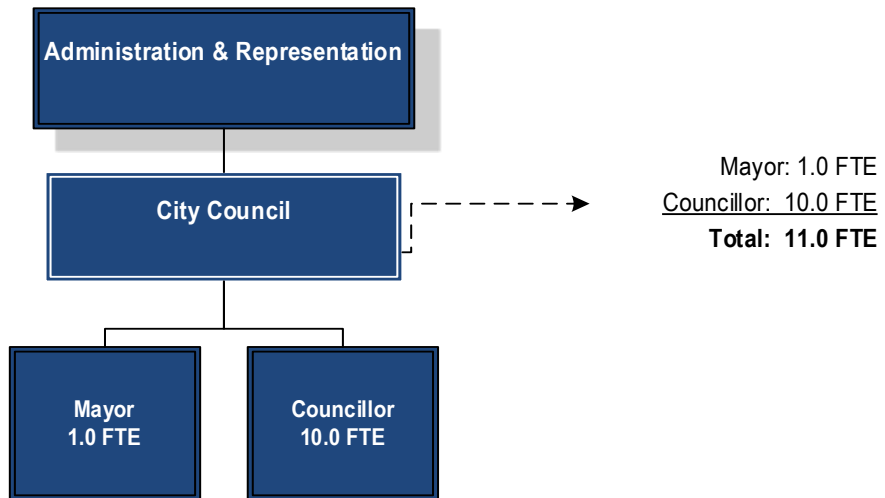 Administration & Representation
City Council
Mayor: 1.0 FTE
Councillor: 10.0 FTE
Total: 11.0 FTE
Mayor
1.0 FTE
Councillor
10.0 FTE